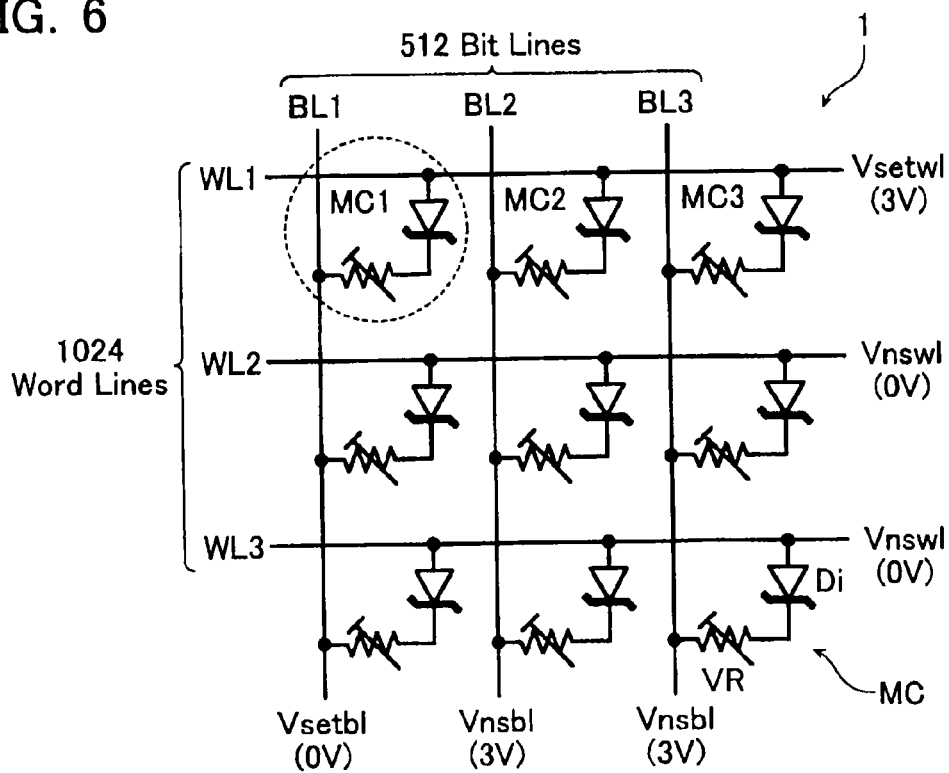 IG. 6
1
512 Bit Lines
BL1 BL2 BL3
WL1 MC1 MC2 MC3 Vsetwl
(3V)
1024
Word Lines
WL2 Vnswl
(0V)
WL3 Vnswl
(0V)
Di
VR
MC
Vsetbl
(0V)
Vnsbl
(3V)
Vnsbl
(3V)